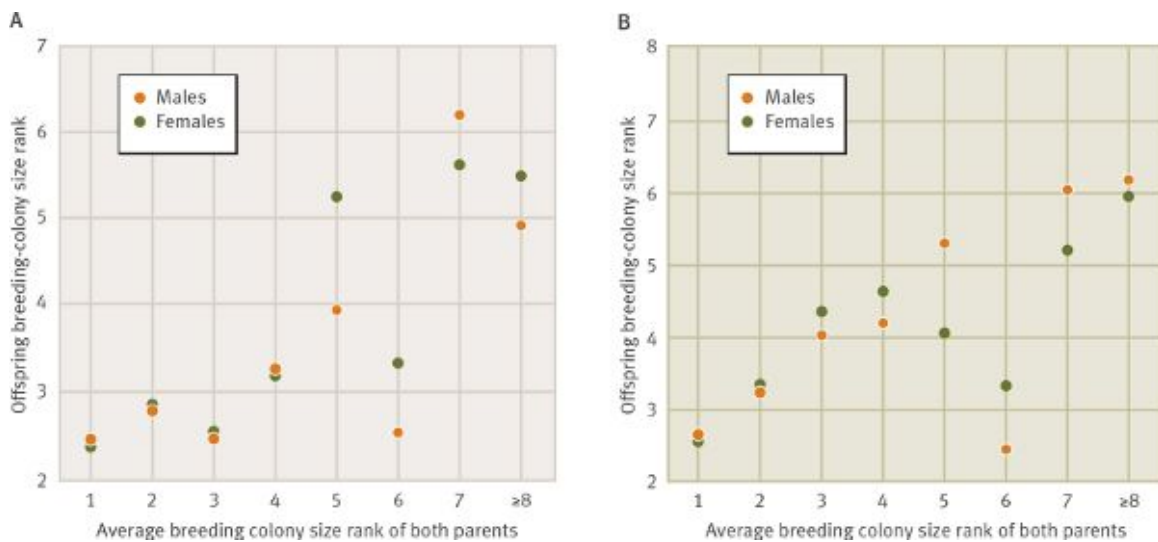 A
Offspring breeding-colony size rank
7
6
5
4
3
2
Males
Females
1 2 3 4 5 6 7 ≥8
Average breeding colony size rank of both parents
B
Offspring breeding-colony size rank
8
7
6
5
4
3
2
Males
Females
1 2 3 4 5 6 7 ≥8
Average breeding colony size rank of both parents